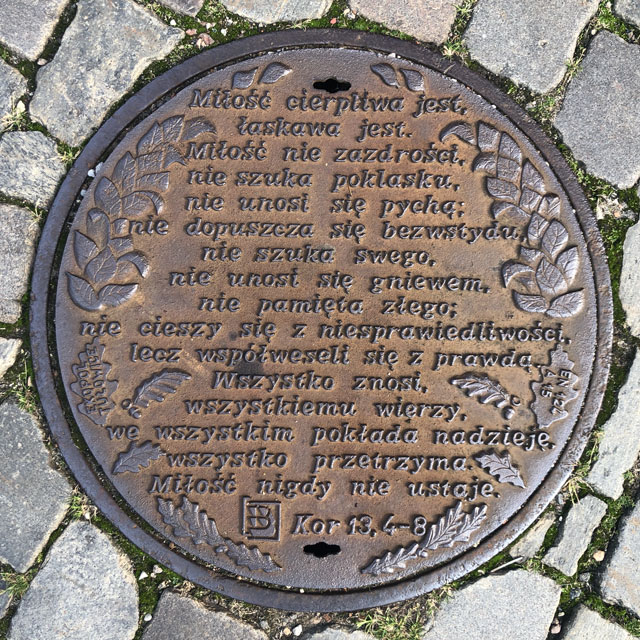 Miłość cierpliwa jest,
łaskawa jest.
Miłość nie zazdrości,
nie szuka poklasku,
nie unosi się pychą;
nie dopuszcza się bezwstydu,
nie szuka swego,
nie unosi się gniewem,
nie pamięta złego;
nie cieszy się z niesprawiedliwości,
lecz współweseli się z prawdą.
Wszystko znosi,
wszystkiemu wierzy,
we wszystkim pokłada nadzieję,
wszystko przetrzyma.
Miłość nigdy nie ustaje.
Kor 13, 4-8
EN 124